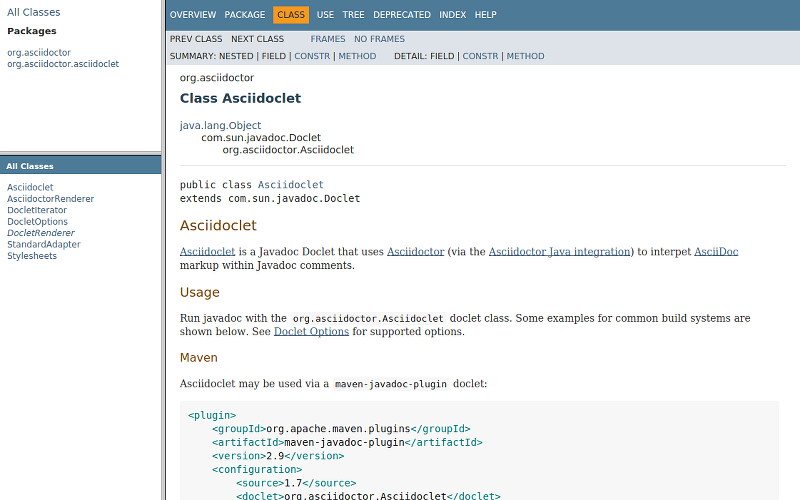 All Classes
Packages
org.asciidoctor
org.asciidoctor.asciidoclet
All Classes
Asciidoclet
AsciidoctorRenderer
DocletIterator
DocletOptions
DocletRenderer
StandardAdapter
Stylesheets
OVERVIEW PACKAGE CLASS USE TREE DEPRECATED INDEX HELP
PREV CLASS NEXT CLASS FRAMES NO FRAMES
SUMMARY: NESTED | FIELD | CONSTR | METHOD DETAIL: FIELD | CONSTR | METHOD
org.asciidoctor
Class Asciidoclet
java.lang.Object
com.sun.javadoc.Doclet
org.asciidoctor.Asciidoclet
public class Asciidoclet
extends com.sun.javadoc.Doclet
Asciidoclet
Asciidoclet is a Javadoc Doclet that uses Asciidoctor (via the Asciidoctor Java integration) to interpet AsciiDoc
markup within Javadoc comments.
Usage
Run javadoc with the org.asciidoctor.Asciidoclet doclet class. Some examples for common build systems are
shown below. See Doclet Options for supported options.
Maven
Asciidoclet may be used via a maven-javadoc-plugin doclet:
<plugin>
<groupId>org.apache.maven.plugins</groupId>
<artifactId>maven-javadoc-plugin</artifactId>
<version>2.9</version>
<configuration>
<source>1.7</source>
<doclet>org.asciidoctor.Asciidoclet</doclet>